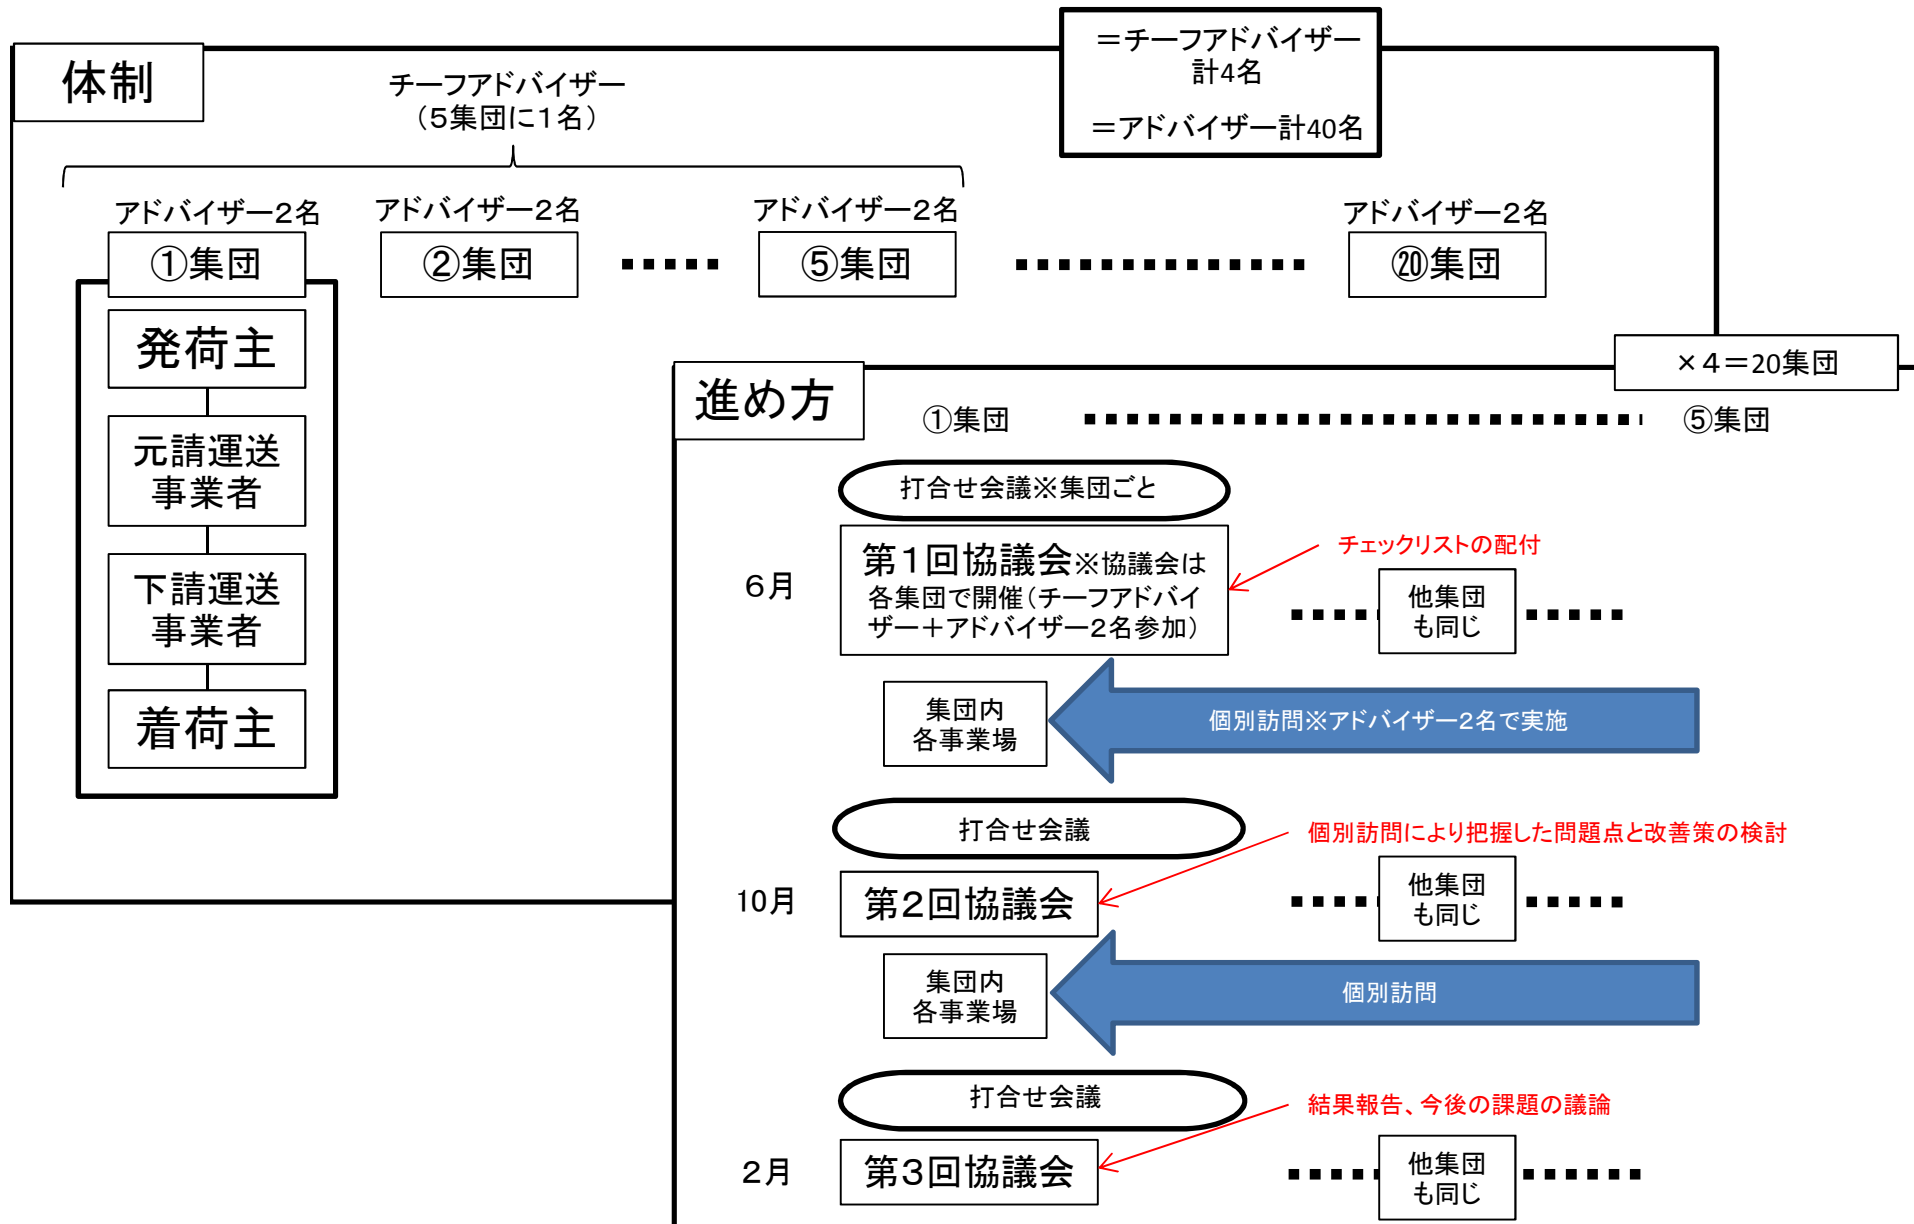 体制
チーフアドバイザー
(5集団に1名)
＝チーフアドバイザー
計4名
＝アドバイザー計40名
アドバイザー2名
アドバイザー2名
アドバイザー2名
アドバイザー2名
①集団
②集団
⑤集団
⑳集団
発荷主
元請運送
事業者
下請運送
事業者
着荷主
×4＝20集団
進め方
①集団
⑤集団
打合せ会議※集団ごと
6月
第1回協議会※協議会は
各集団で開催(チーフアドバイ
ザー＋アドバイザー2名参加)
チェックリストの配付
他集団
も同じ
集団内
各事業場
個別訪問※アドバイザー2名で実施
打合せ会議
個別訪問により把握した問題点と改善策の検討
10月
第2回協議会
他集団
も同じ
集団内
各事業場
個別訪問
打合せ会議
結果報告、今後の課題の議論
2月
第3回協議会
他集団
も同じ